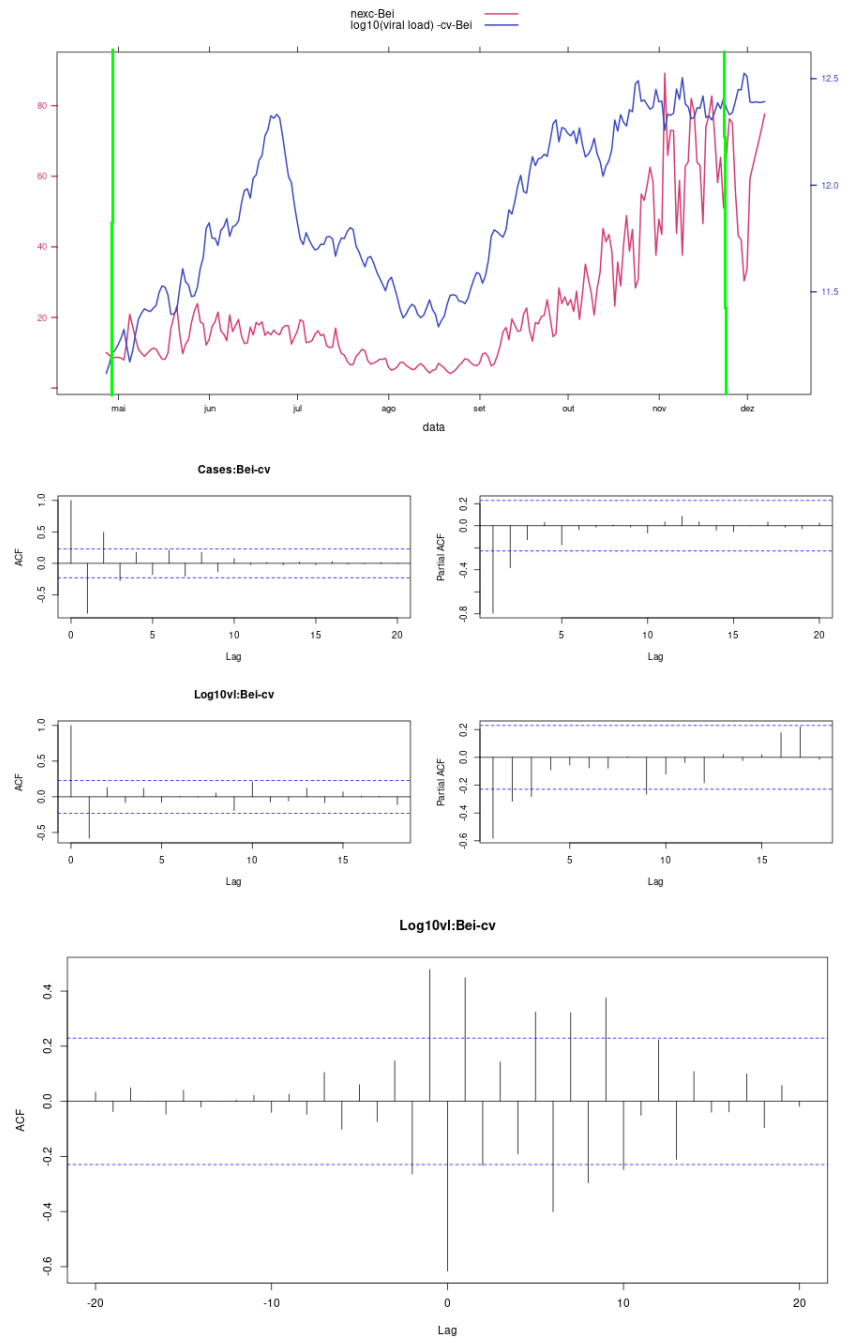 nexc-Bei
log10(viral load) -cv-Bei
80
60
40
20
12.5
12.0
11.5
mai jun jul ago set out nov dez
data
Cases:Bei-cv
ACF
1.0
0.5
0.0
-0.5
0 5 10 15 20
Lag
Partial ACF
0.2
0.0
-0.4
-0.8
5 10 15 20
Lag
Log10vl:Bei-cv
ACF
1.0
0.5
0.0
-0.5
0 5 10 15
Lag
Partial ACF
0.2
0.0
-0.2
-0.4
-0.6
5 10 15
Lag
Log10vl:Bei-cv
ACF
0.4
0.2
0.0
-0.2
-0.4
-0.6
-20 -10 0 10 20
Lag